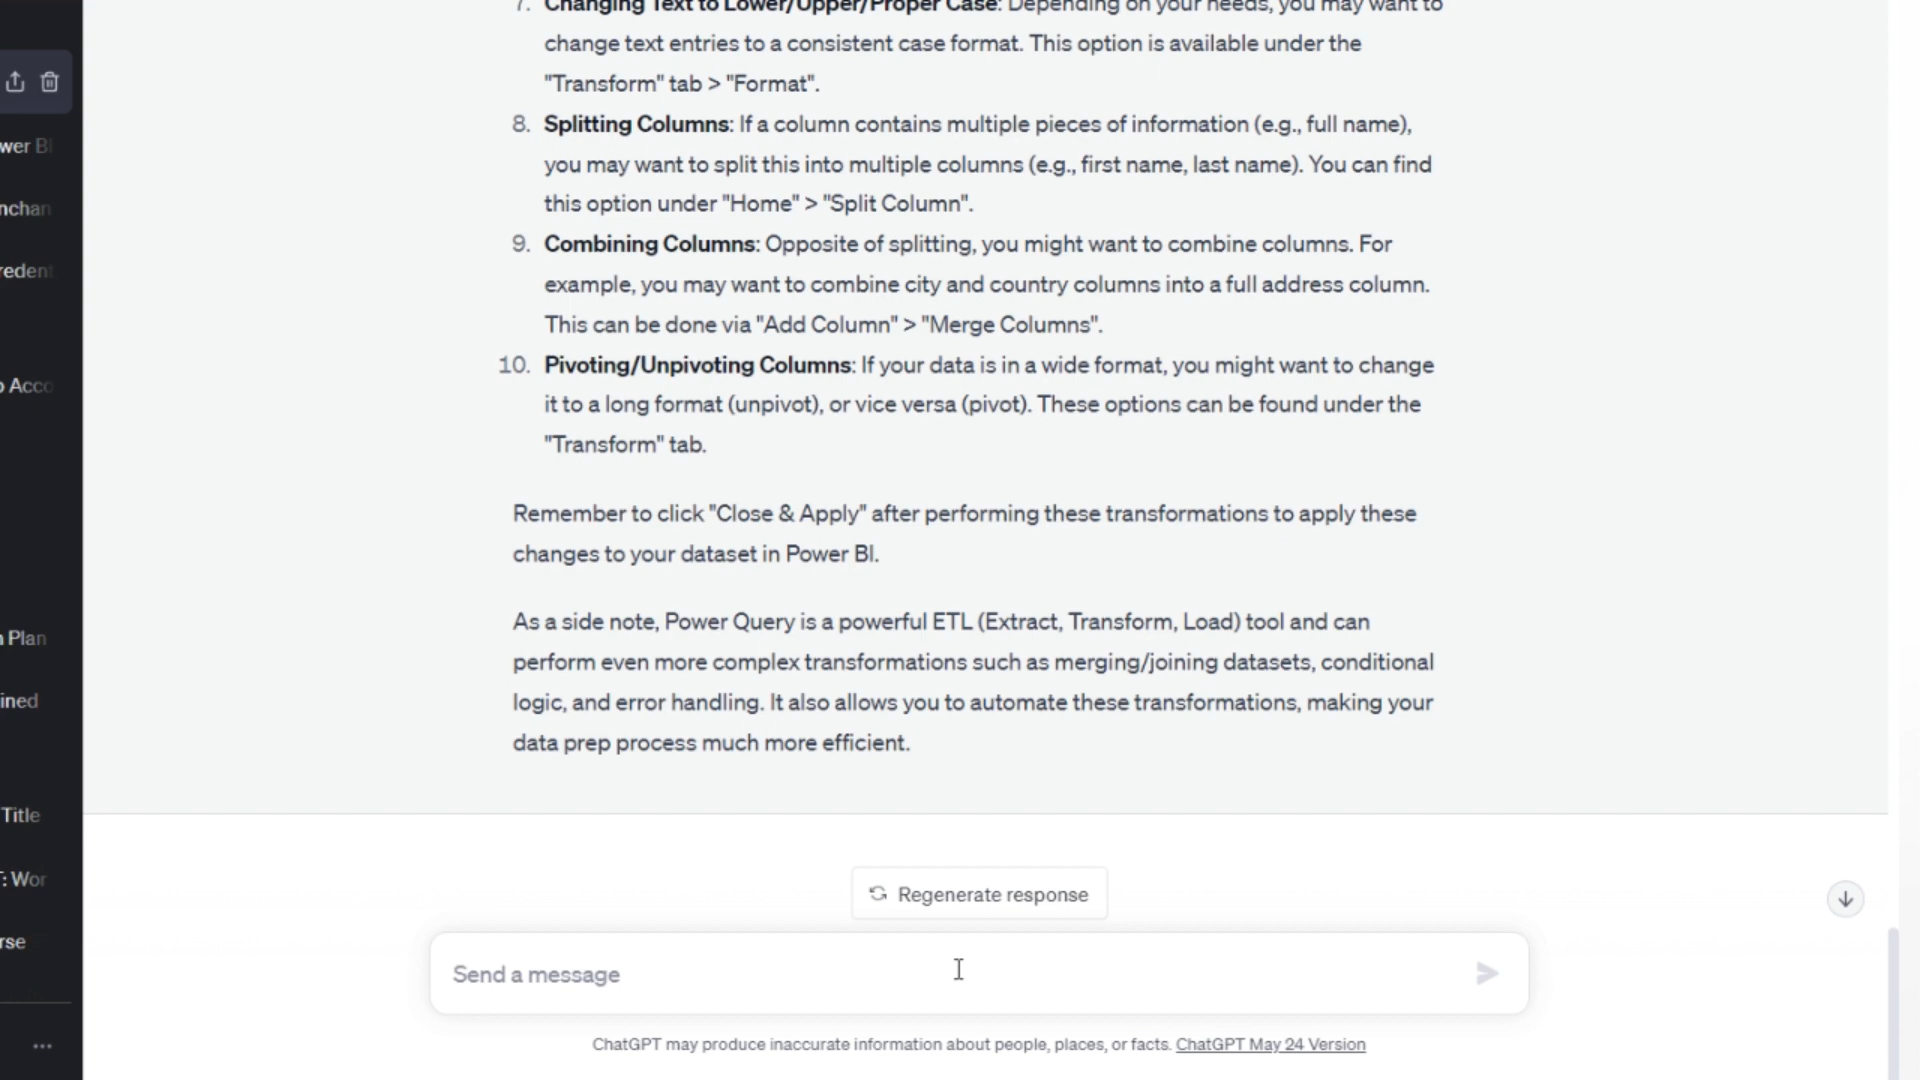 7. Changing Text to Lower/Upper/Proper Case: Depending on your needs, you may want to
change text entries to a consistent case format. This option is available under the
"Transform" tab > "Format".
wer BI
8. Splitting Columns: If a column contains multiple pieces of information (e.g., full name),
you may want to split this into multiple columns (e.g., first name, last name). You can find
this option under "Home" > "Split Column".
nchan
9. Combining Columns: Opposite of splitting, you might want to combine columns. For
example, you may want to combine city and country columns into a full address column.
This can be done via "Add Column" > "Merge Columns".
redent
10. Pivoting/Unpivoting Columns: If your data is in a wide format, you might want to change
it to a long format (unpivot), or vice versa (pivot). These options can be found under the
"Transform" tab.
o Acco
Remember to click "Close & Apply" after performing these transformations to apply these
changes to your dataset in Power BI.
As a side note, Power Query is a powerful ETL (Extract, Transform, Load) tool and can
perform even more complex transformations such as merging/joining datasets, conditional
logic, and error handling. It also allows you to automate these transformations, making your
data prep process much more efficient.
n Plan
ined
Title
: Wor
rse
Regenerate response
Send a message
ChatGPT may produce inaccurate information about people, places, or facts. ChatGPT May 24 Version